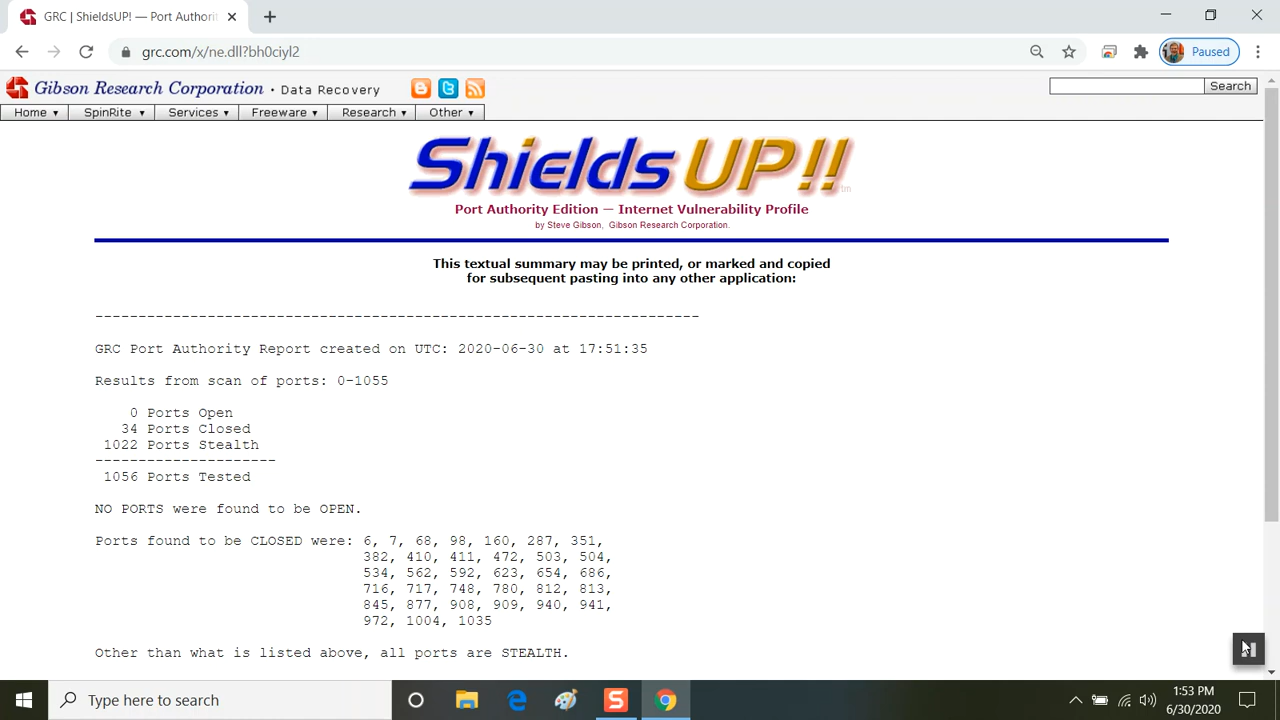 GRC | ShieldsUP! — Port Authorit
grc.com/x/ne.dll?bh0ciyl2
Paused
Gibson Research Corporation • Data Recovery
Search
Home ▾ SpinRite ▾ Services ▾ Freeware ▾ Research ▾ Other ▾
ShieldsUP!! tm
Port Authority Edition — Internet Vulnerability Profile
by Steve Gibson, Gibson Research Corporation.
This textual summary may be printed, or marked and copied
for subsequent pasting into any other application:
----------------------------------------------------------------------
GRC Port Authority Report created on UTC: 2020-06-30 at 17:51:35
Results from scan of ports: 0-1055
0 Ports Open
34 Ports Closed
1022 Ports Stealth
---------------------
1056 Ports Tested
NO PORTS were found to be OPEN.
Ports found to be CLOSED were: 6, 7, 68, 98, 160, 287, 351,
382, 410, 411, 472, 503, 504,
534, 562, 592, 623, 654, 686,
716, 717, 748, 780, 812, 813,
845, 877, 908, 909, 940, 941,
972, 1004, 1035
Other than what is listed above, all ports are STEALTH.
Type here to search
S
1:53 PM
6/30/2020